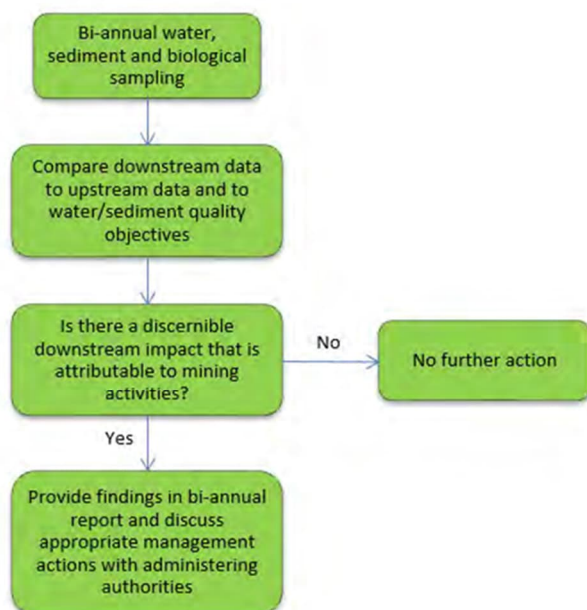 Bi-annual water,
sediment and biological
sampling
Compare downstream data
to upstream data and to
water/sediment quality
objectives
Is there a discernible
downstream impact that is
attributable to mining
activities?
No
No further action
Yes
Provide findings in bi-annual
report and discuss
appropriate management
actions with administering
authorities